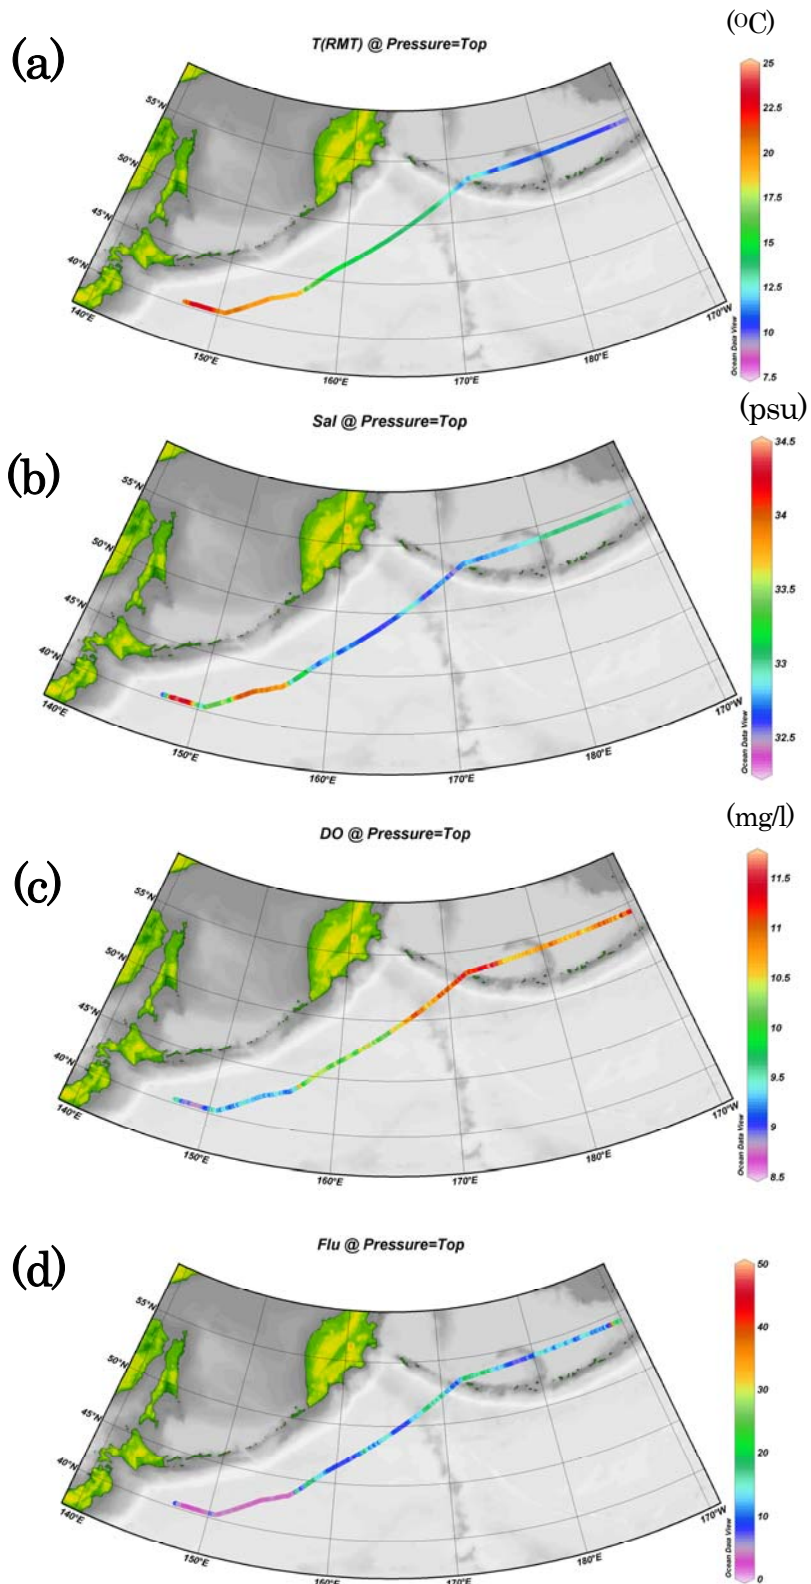 (°C)
(a)
T(RMT) @ Pressure=Top
55°N
50°N
45°N
40°N
140°E
150°E
160°E
170°E
180°E
170°W
Ocean Data View
25
22.5
20
17.5
15
12.5
10
7.5
(psu)
(b)
Sal @ Pressure=Top
55°N
50°N
45°N
40°N
140°E
150°E
160°E
170°E
180°E
170°W
Ocean Data View
34.5
34
33.5
33
32.5
(mg/l)
(c)
DO @ Pressure=Top
55°N
50°N
45°N
40°N
140°E
150°E
160°E
170°E
180°E
170°W
Ocean Data View
11.5
11
10.5
10
9.5
9
8.5
(d)
Flu @ Pressure=Top
55°N
50°N
45°N
40°N
140°E
150°E
160°E
170°E
180°E
170°W
Ocean Data View
50
40
30
20
10
0